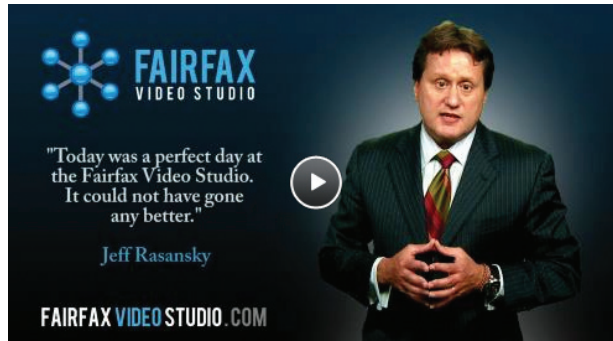 FAIRFAX
VIDEO STUDIO
"Today was a perfect day at
the Fairfax Video Studio.
It could not have gone
any better."
Jeff Rasansky
FAIRFAX VIDEO STUDIO.COM